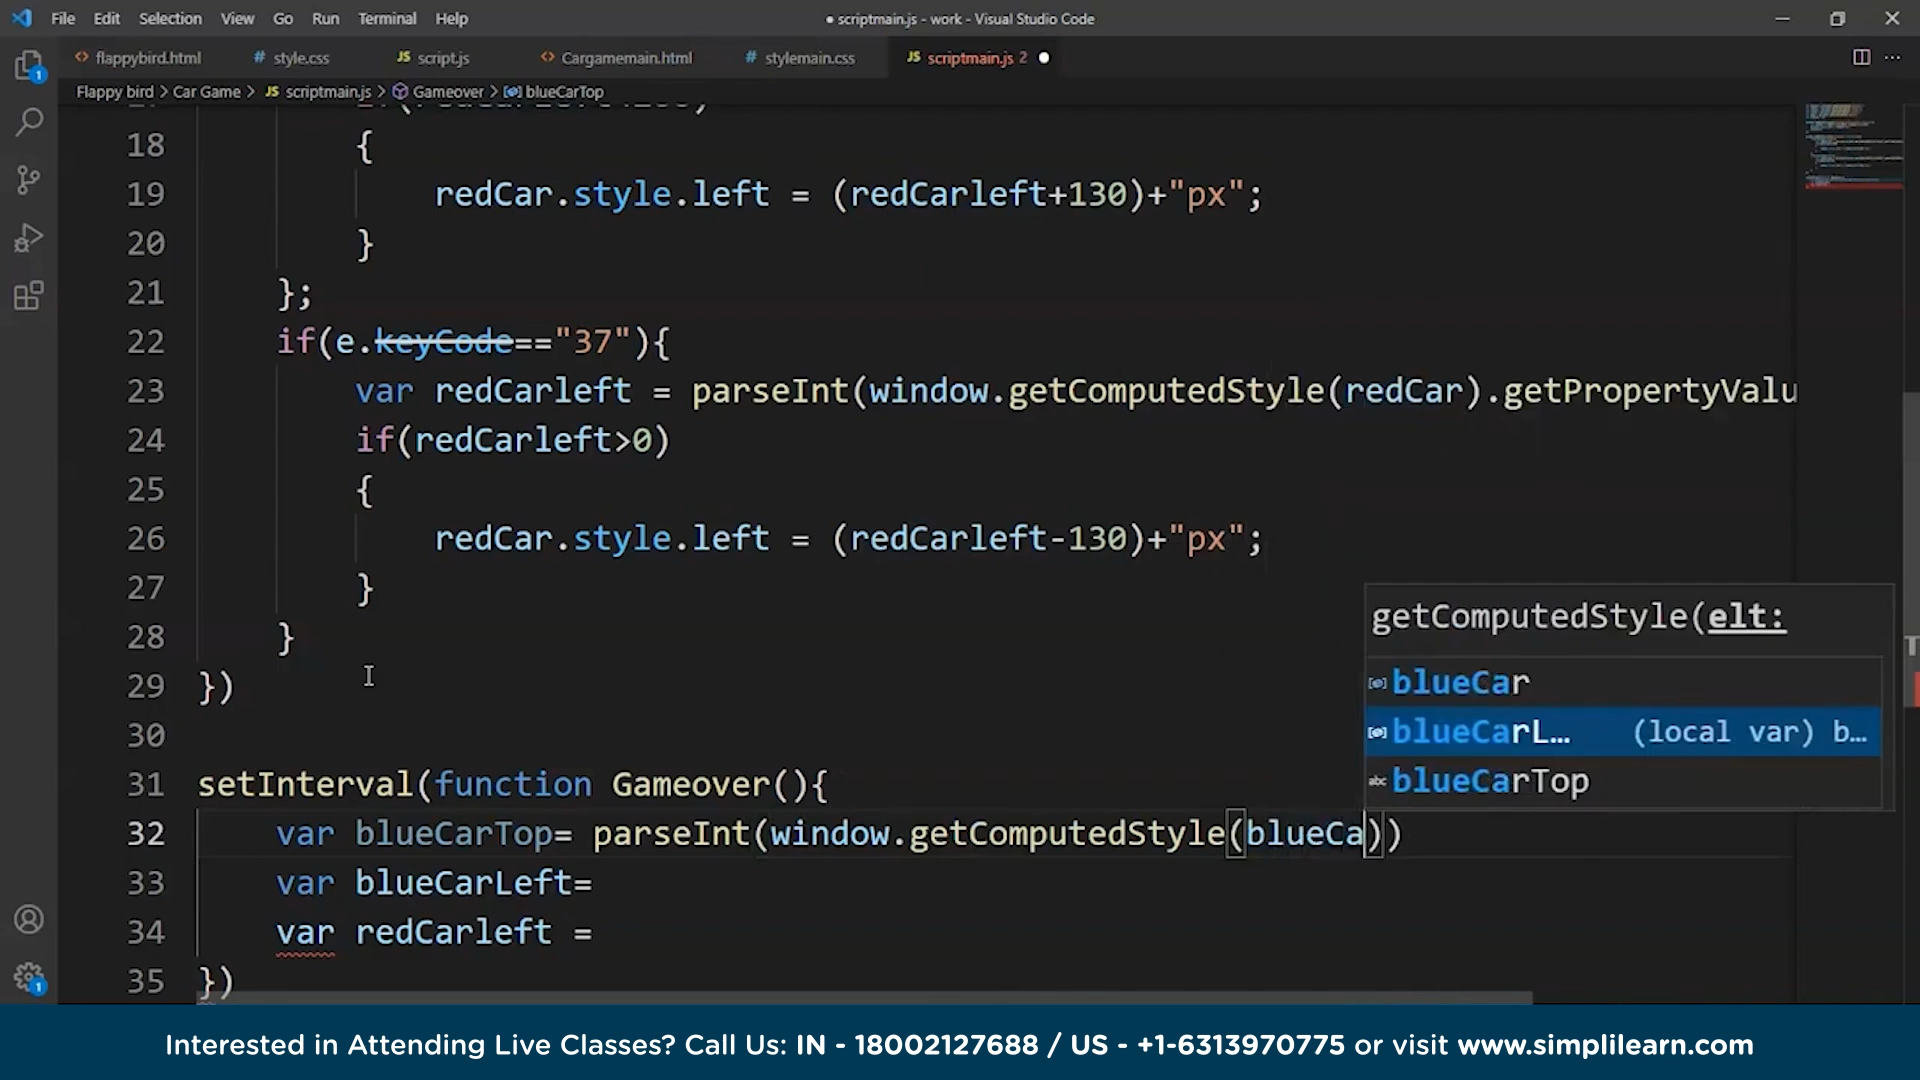 File Edit Selection View Go Run Terminal Help
● scriptmain.js - work - Visual Studio Code
flappybird.html # style.css JS script.js Cargamemain.html # stylemain.css JS scriptmain.js 2 ●
Flappy bird > Car Game > JS scriptmain.js > Gameover > blueCarTop
18 {
19 redCar.style.left = (redCarleft+130)+"px";
20 }
21 };
22 if(e.keyCode=="37"){
23 var redCarleft = parseInt(window.getComputedStyle(redCar).getPropertyValu
24 if(redCarleft>0)
25 {
26 redCar.style.left = (redCarleft-130)+"px";
27 }
28 }
29 })
30
31 setInterval(function Gameover(){
32 var blueCarTop= parseInt(window.getComputedStyle(blueCa))
33 var blueCarLeft=
34 var redCarleft =
35 })
getComputedStyle(elt:
blueCar
blueCarL… (local var) b…
abc blueCarTop
1
1
Interested in Attending Live Classes? Call Us: IN - 18002127688 / US - +1-6313970775 or visit www.simplilearn.com